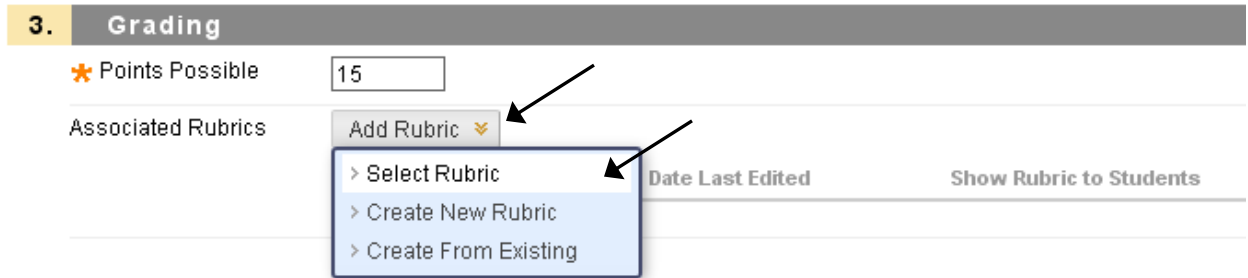 3. Grading
Points Possible 15
Associated Rubrics Add Rubric
> Select Rubric Date Last Edited Show Rubric to Students
> Create New Rubric
> Create From Existing